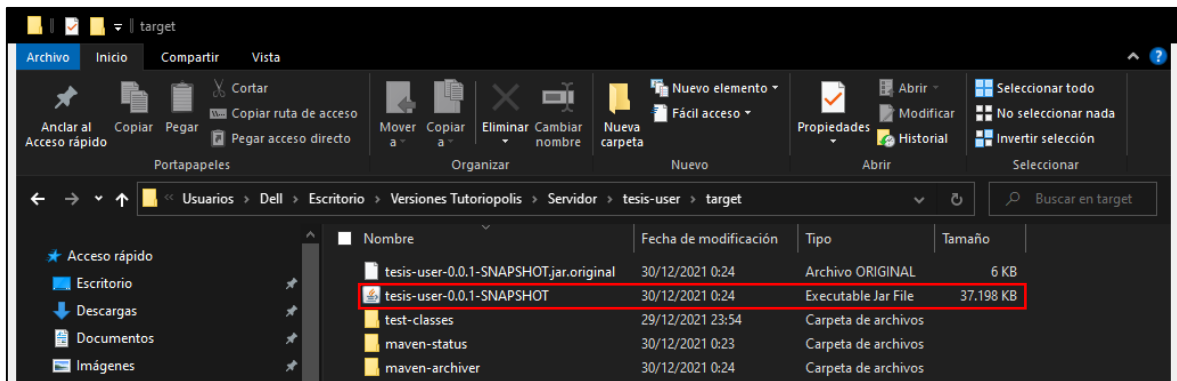 target
Archivo Inicio Compartir Vista
Anclar al Acceso rápido
Copiar
Pegar
Cortar
Copiar ruta de acceso
Pegar acceso directo
Portapapeles
Mover a
Copiar a
Eliminar
Cambiar nombre
Organizar
Nueva carpeta
Nuevo elemento
Fácil acceso
Nuevo
Propiedades
Abrir
Modificar
Historial
Abrir
Seleccionar todo
No seleccionar nada
Invertir selección
Seleccionar
« Usuarios > Dell > Escritorio > Versiones Tutoriopolis > Servidor > tesis-user > target
Buscar en target
Acceso rápido
Escritorio
Descargas
Documentos
Imágenes
Nombre Fecha de modificación Tipo Tamaño
tesis-user-0.0.1-SNAPSHOT.jar.original 30/12/2021 0:24 Archivo ORIGINAL 6 KB
tesis-user-0.0.1-SNAPSHOT 30/12/2021 0:24 Executable Jar File 37.198 KB
test-classes 29/12/2021 23:54 Carpeta de archivos
maven-status 30/12/2021 0:23 Carpeta de archivos
maven-archiver 30/12/2021 0:24 Carpeta de archivos